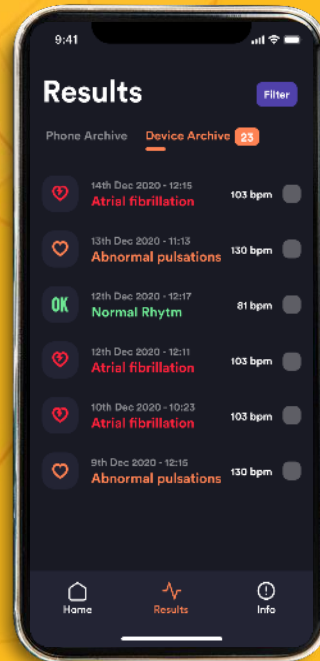 9:41
Results
Filter
Phone Archive Device Archive 23
14th Dec 2020 - 12:15
Atrial fibrillation
103 bpm
13th Dec 2020 - 11:13
Abnormal pulsations
130 bpm
OK
12th Dec 2020 - 12:17
Normal Rhytm
81 bpm
12th Dec 2020 - 12:11
Atrial fibrillation
103 bpm
10th Dec 2020 - 10:23
Atrial fibrillation
103 bpm
9th Dec 2020 - 12:15
Abnormal pulsations
130 bpm
Home Results Info